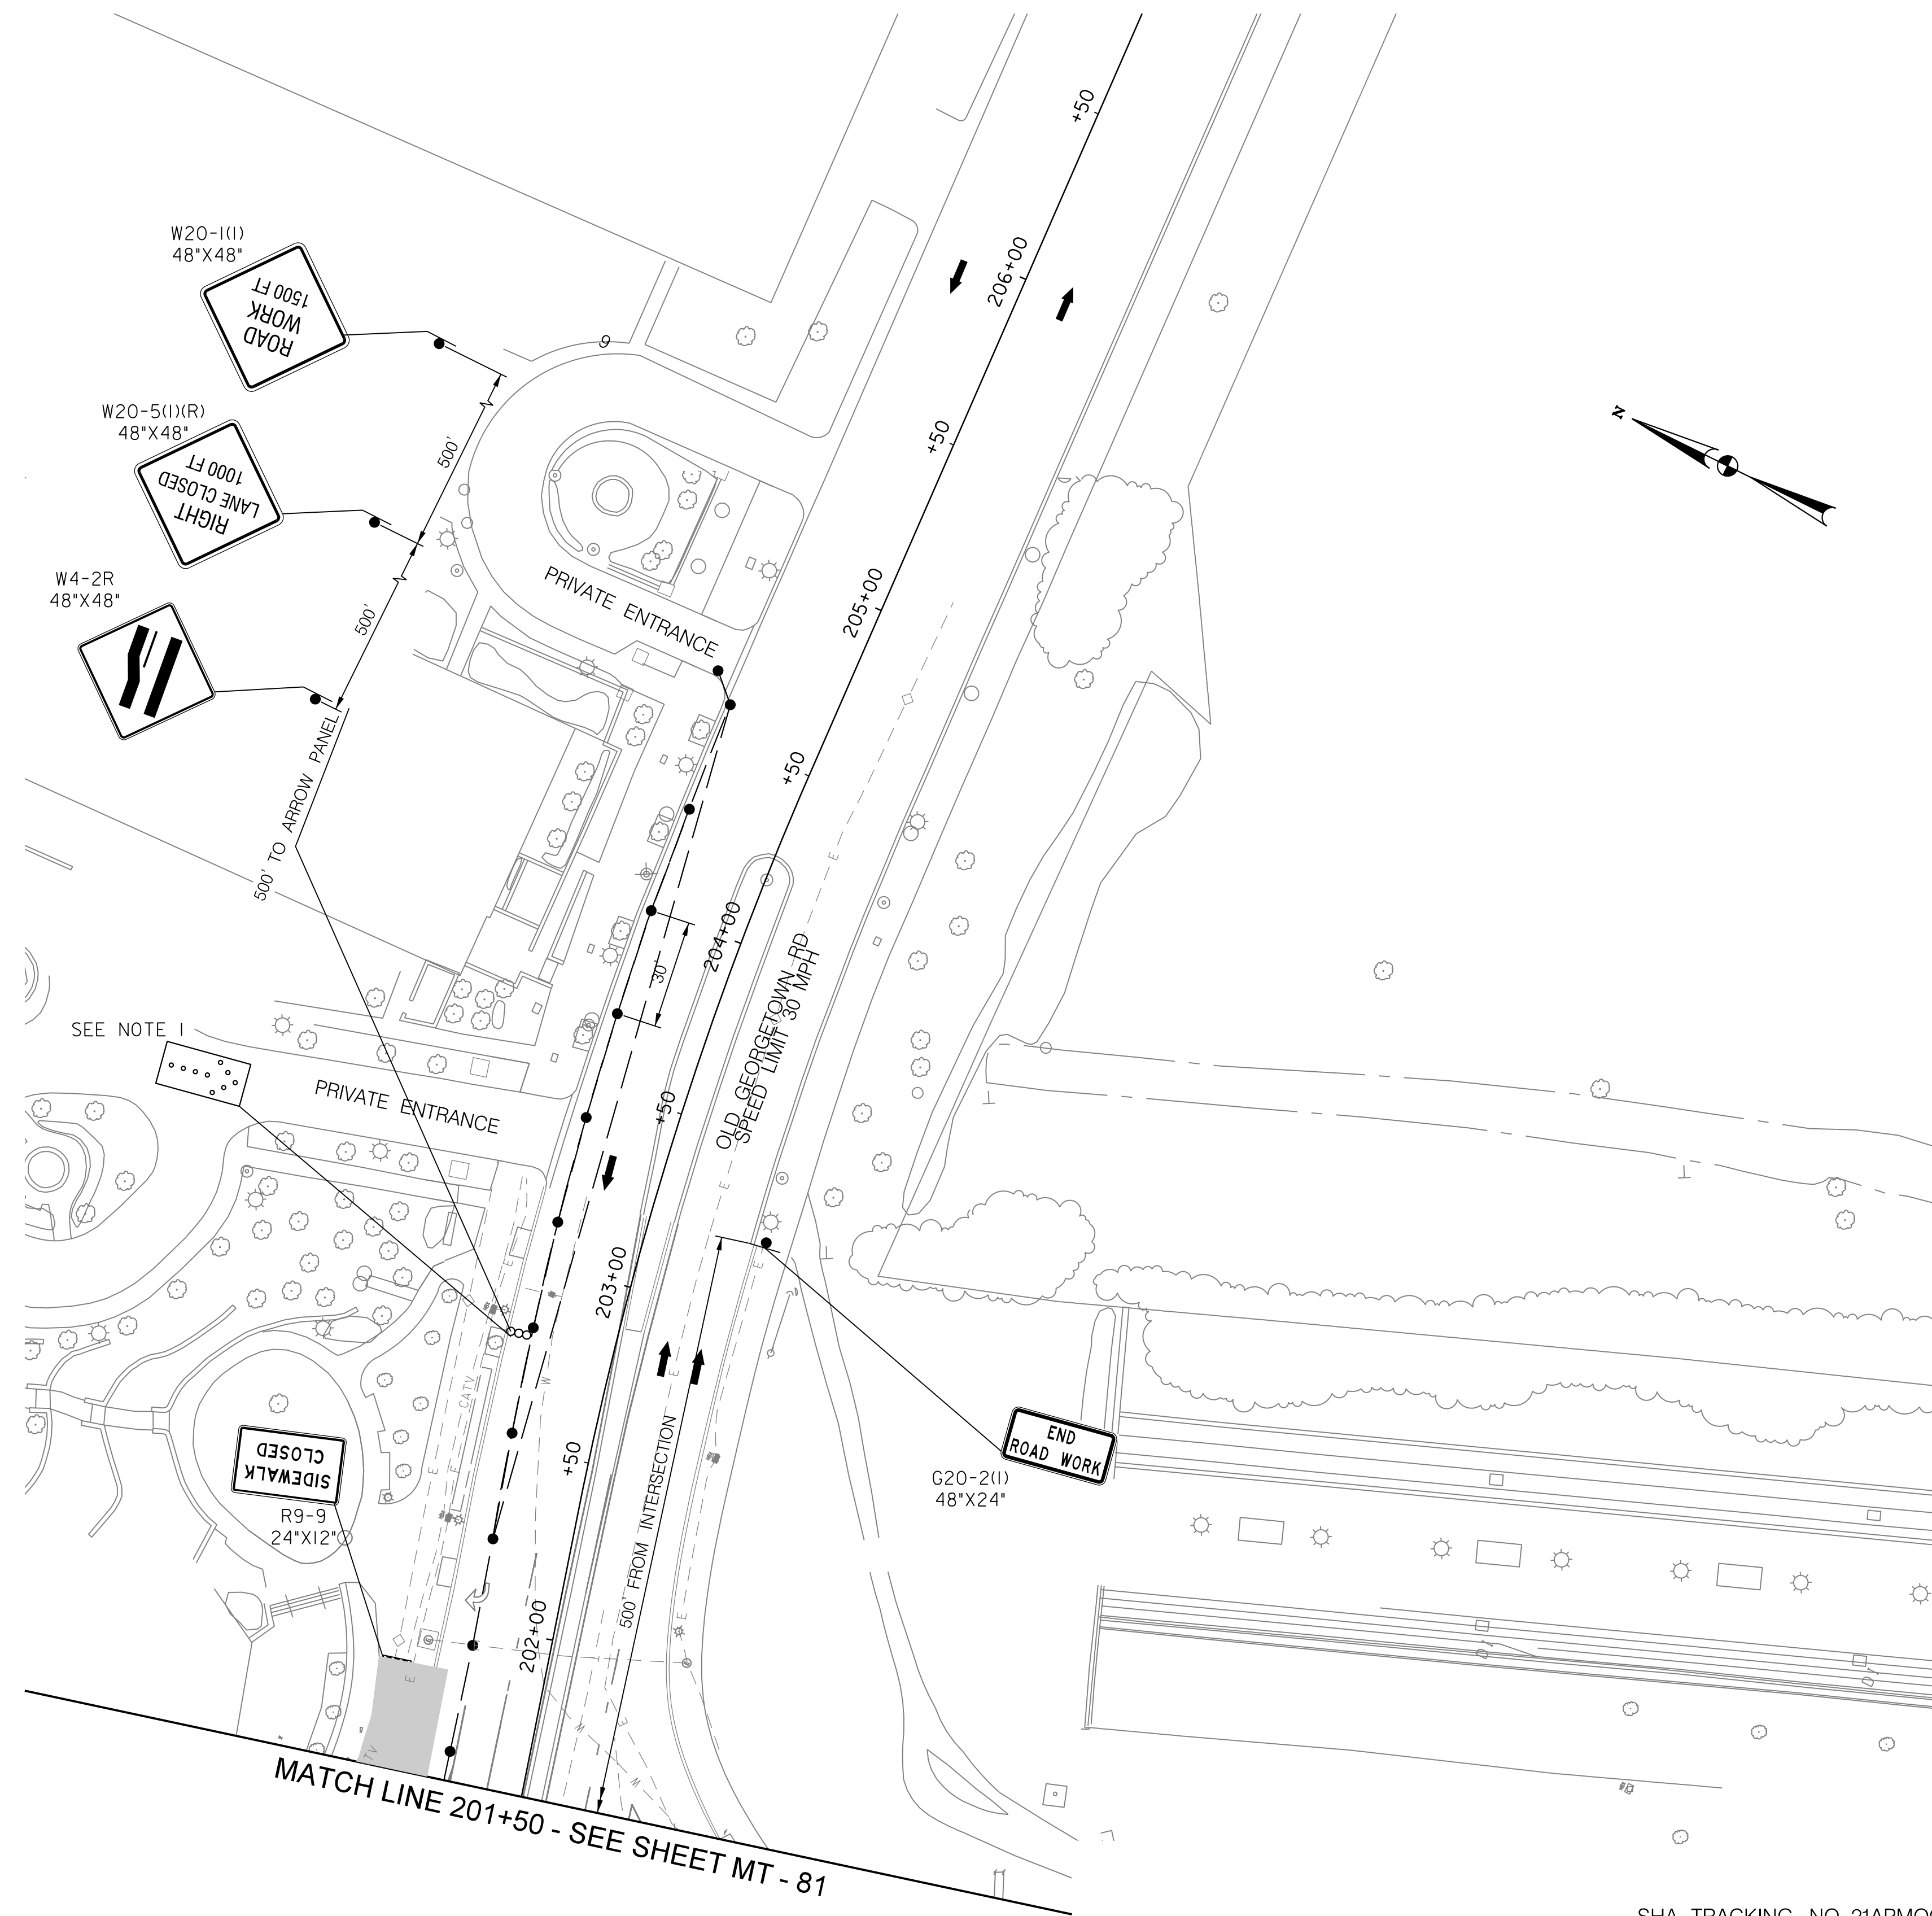 +50
W20-1(1)
48"X48"
ROAD
WORK
1500 FT
206+00
9
W20-5(1)(R)
48"X48"
RIGHT
LANE CLOSED
1000 FT
500'
+50
N
W4-2R
48"X48"
500'
PRIVATE ENTRANCE
205+00
500' TO ARROW PANEL
+50
204+00
30'
OLD GEORGETOWN RD
SPEED LIMIT 30 MPH
SEE NOTE 1
PRIVATE ENTRANCE
+50
203+00
CATV
E
W
SIDEWALK
CLOSED
R9-9
24"X12"
+50
500' FROM INTERSECTION
END
ROAD WORK
G20-2(1)
48"X24"
202+00
MATCH LINE 201+50 - SEE SHEET MT - 81